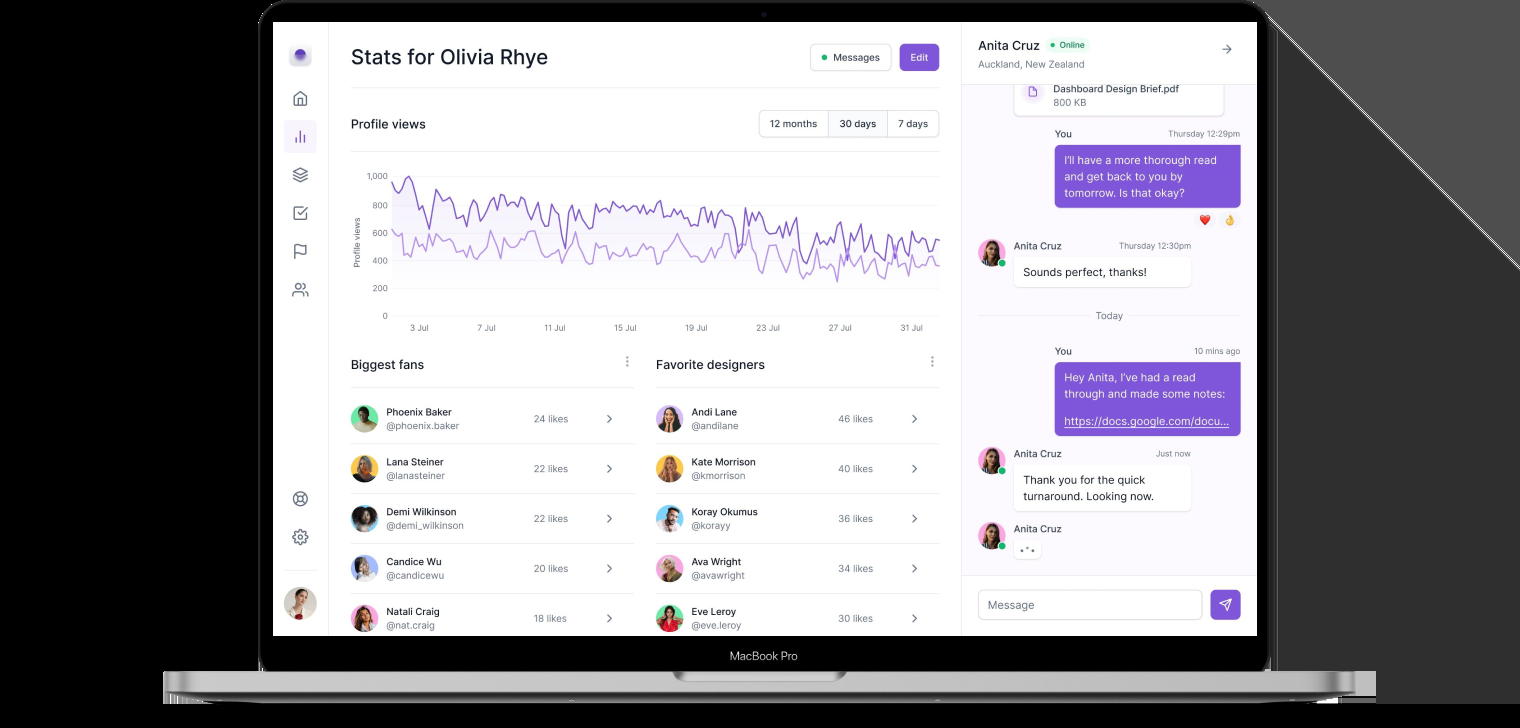 Stats for Olivia Rhye
Messages
Edit
Profile views
12 months
30 days
7 days
Profile views
1,000
800
600
400
200
0
3 Jul
7 Jul
11 Jul
15 Jul
19 Jul
23 Jul
27 Jul
31 Jul
Biggest fans
Phoenix Baker
@phoenix.baker
24 likes
Lana Steiner
@lanasteiner
22 likes
Demi Wilkinson
@demi_wilkinson
22 likes
Candice Wu
@candicewu
20 likes
Natali Craig
@nat.craig
18 likes
Favorite designers
Andi Lane
@andilane
46 likes
Kate Morrison
@kmorrison
40 likes
Koray Okumus
@korayy
36 likes
Ava Wright
@avawright
34 likes
Eve Leroy
@eve.leroy
30 likes
Anita Cruz
Online
Auckland, New Zealand
Dashboard Design Brief.pdf
800 KB
You
Thursday 12:29pm
I'll have a more thorough read
and get back to you by
tomorrow. Is that okay?
Anita Cruz
Thursday 12:30pm
Sounds perfect, thanks!
Today
You
10 mins ago
Hey Anita, I've had a read
through and made some notes:
https://docs.google.com/docu...
Anita Cruz
Just now
Thank you for the quick
turnaround. Looking now.
Anita Cruz
Message
MacBook Pro